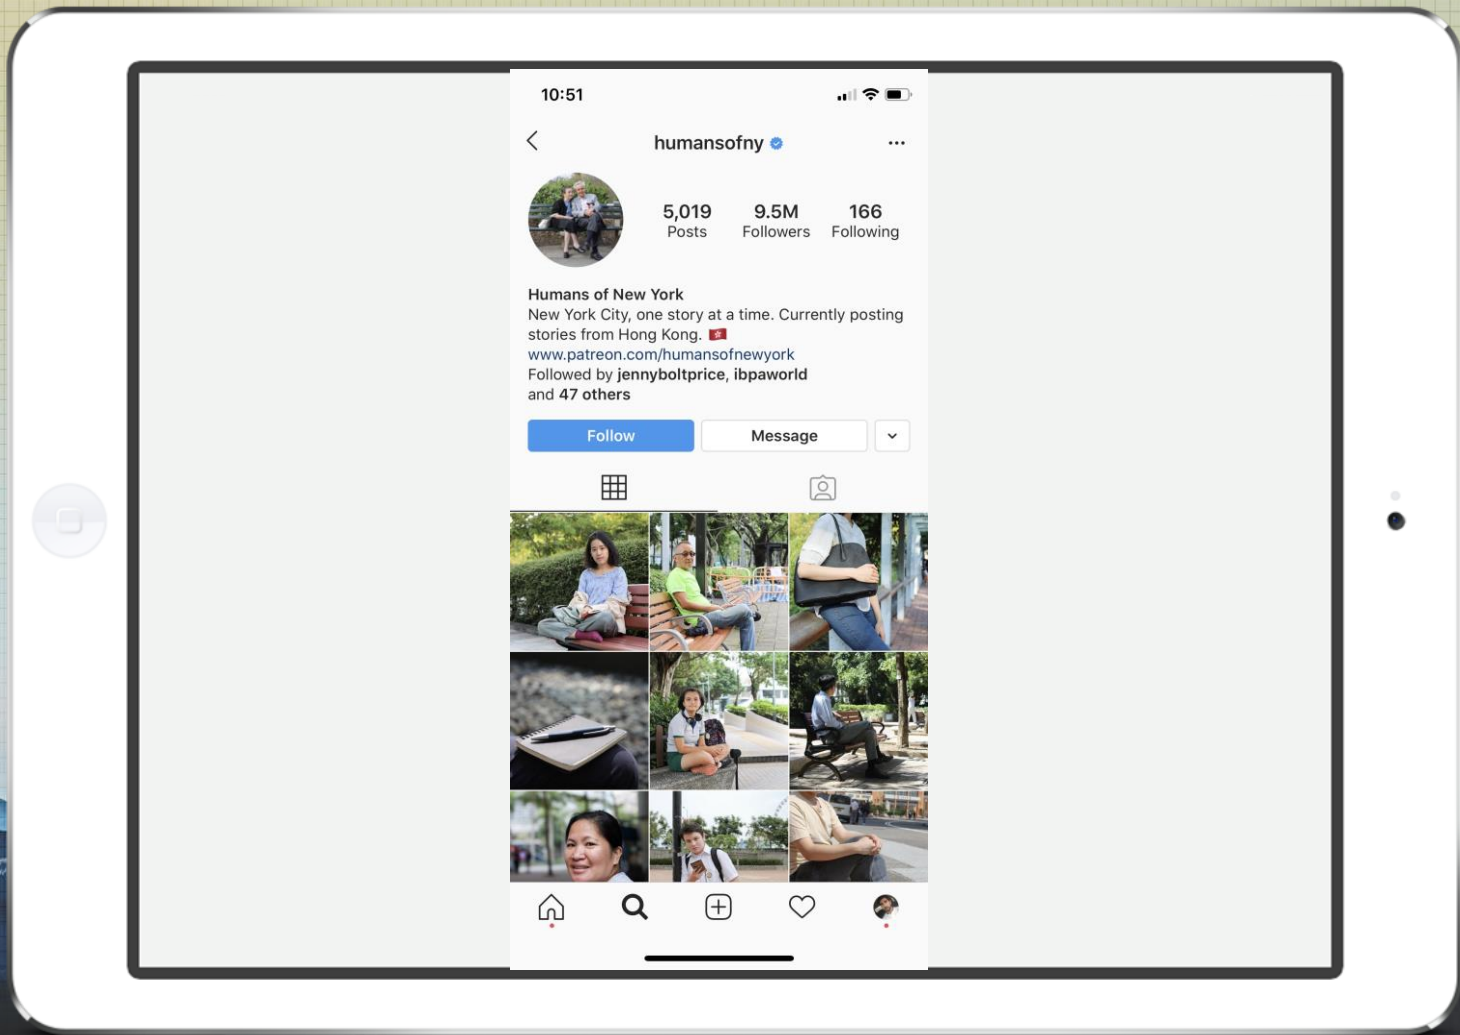 10:51
humansofny
5,019 9.5M 166
Posts Followers Following
Humans of New York
New York City, one story at a time. Currently posting
stories from Hong Kong. 🇭🇰
www.patreon.com/humansofnewyork
Followed by jennyboltprice, ibpaworld
and 47 others
Follow Message